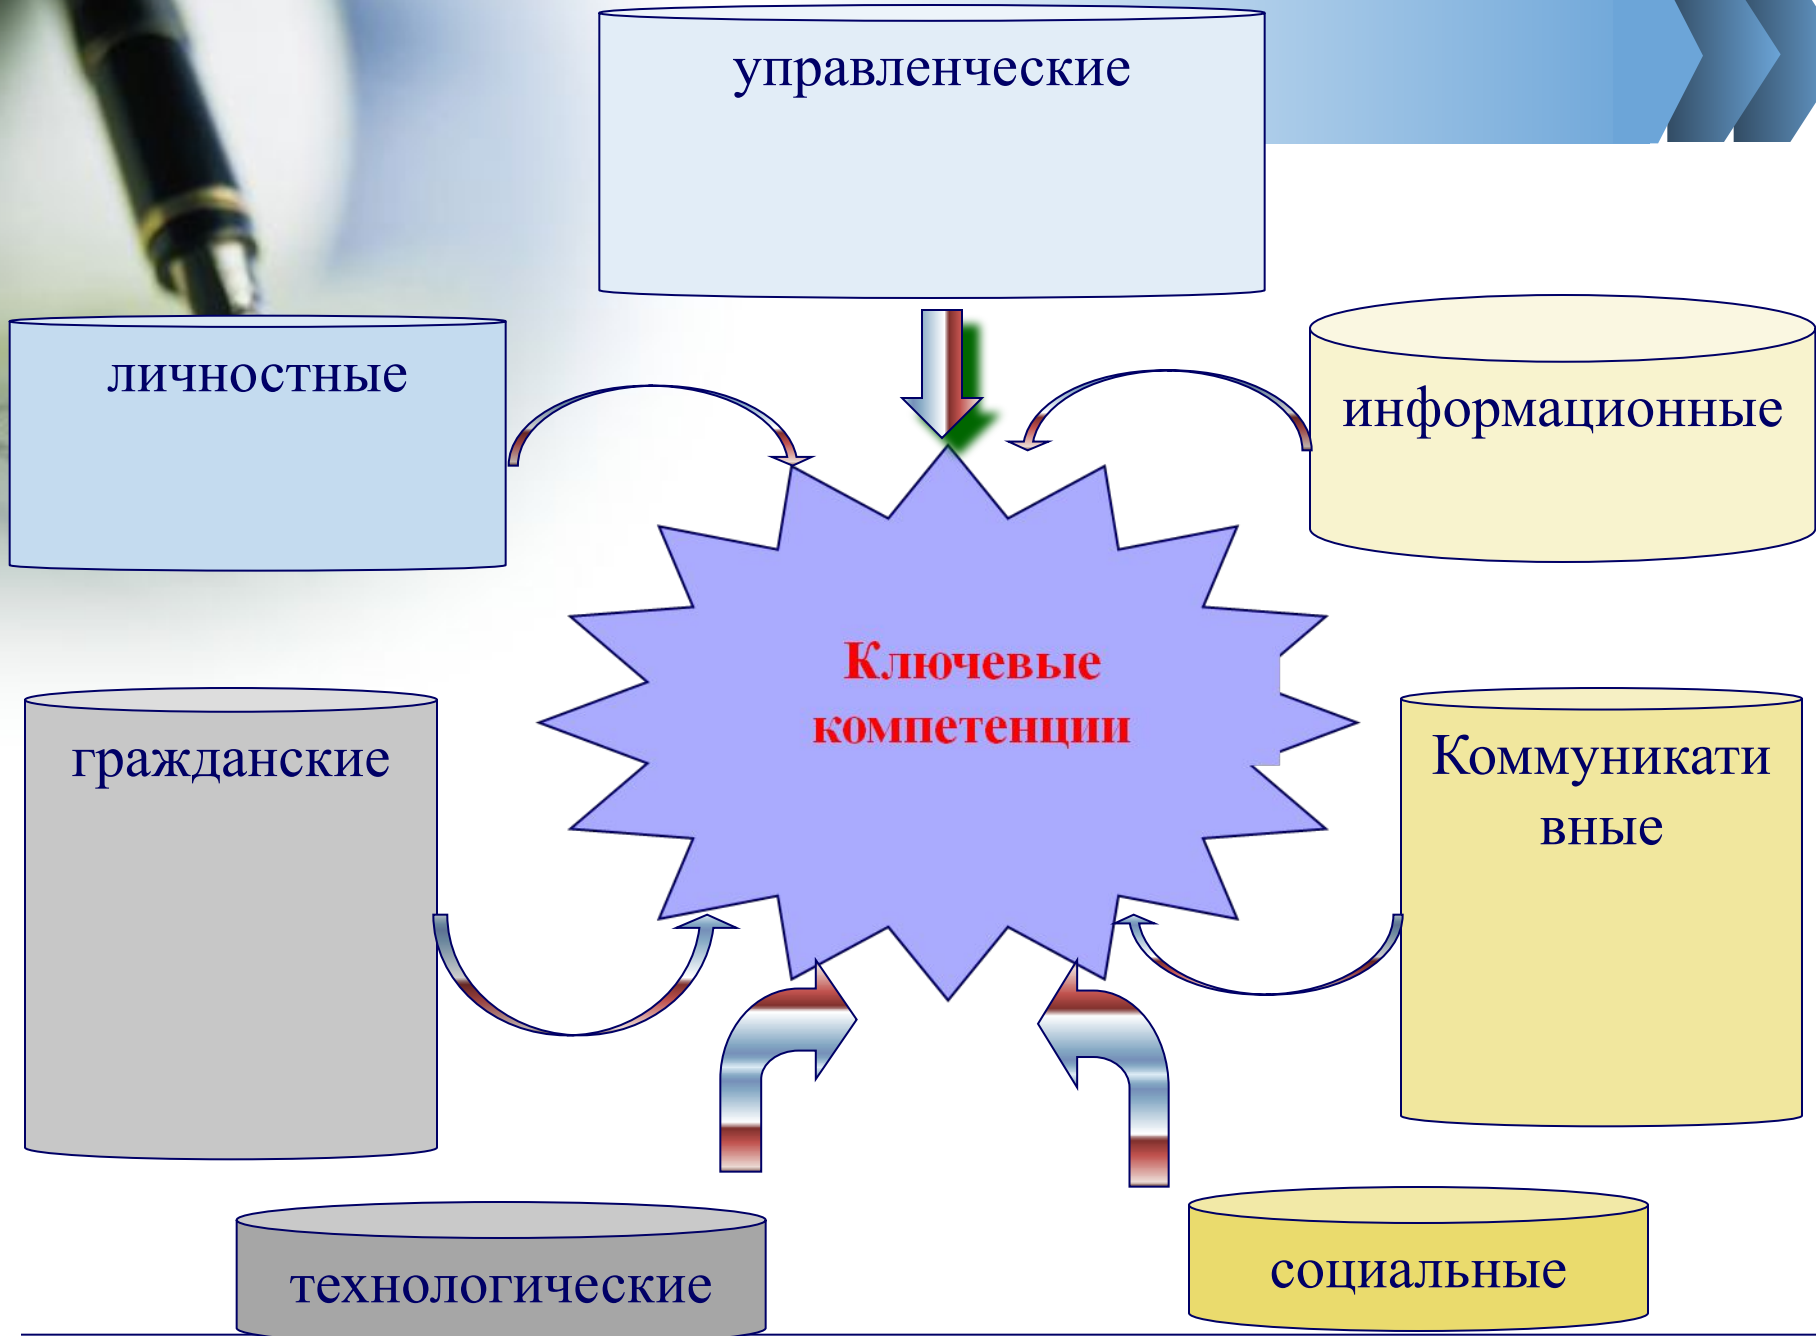 управленческие
личностные
информационные
Ключевые
компетенции
гражданские
Коммуникати
вные
технологические
социальные